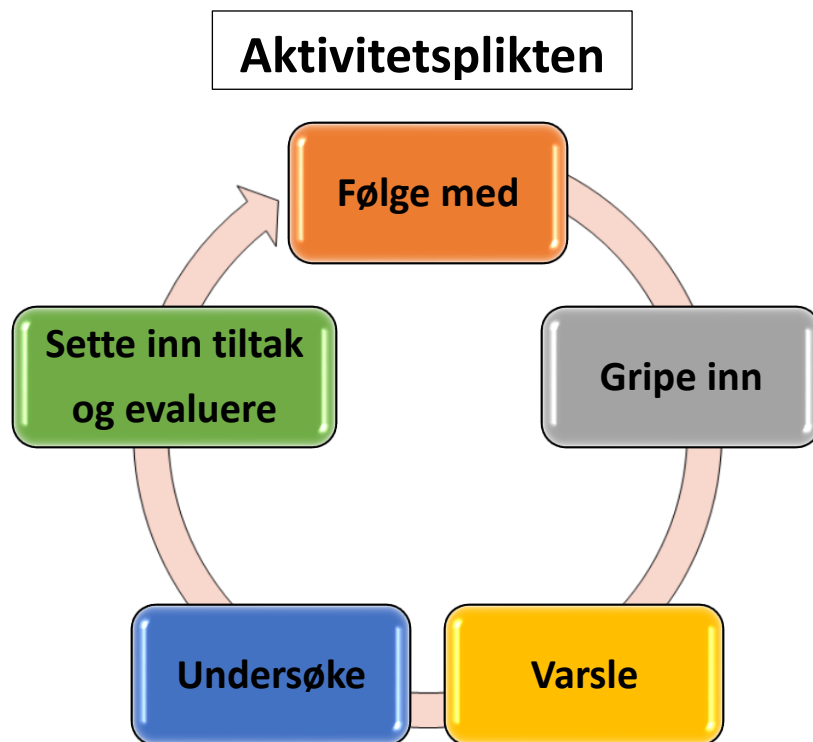 Aktivitetsplikten
Følge med
Gripe inn
Varsle
Undersøke
Sette inn tiltak
og evaluere